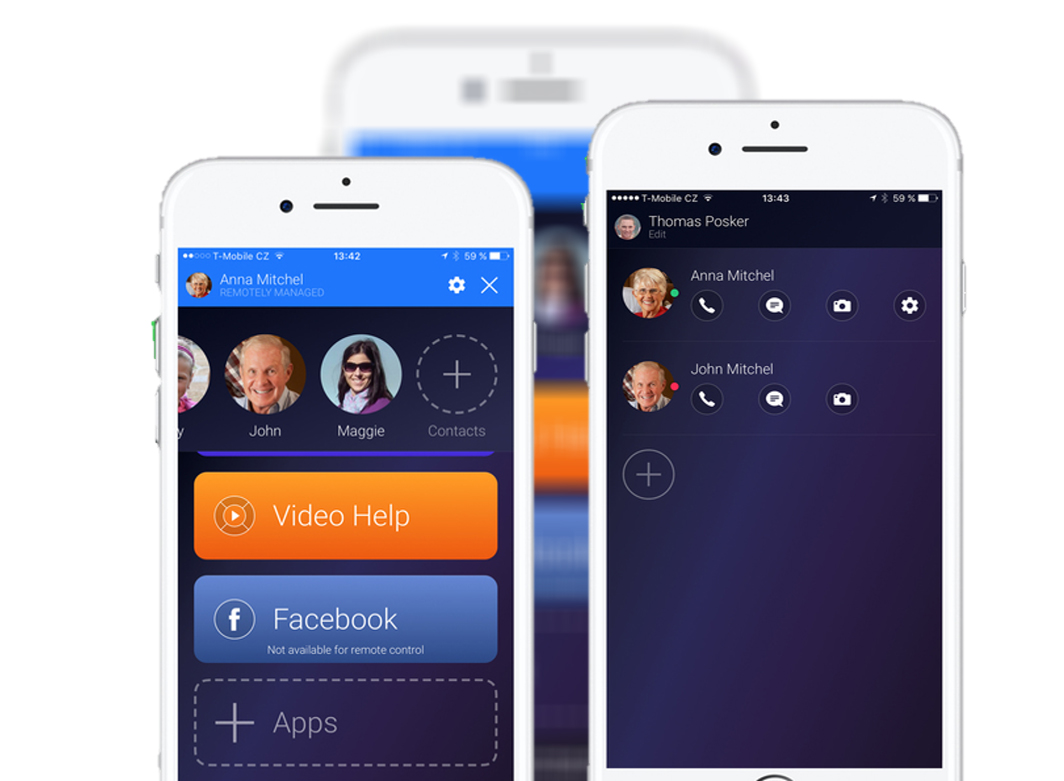 T-Mobile CZ 13:42 59 %
Anna Mitchel
REMOTELY MANAGED
y John Maggie Contacts
Video Help
f Facebook
Not available for remote control
Apps
T-Mobile CZ 13:43 59 %
Thomas Posker
Edit
Anna Mitchel
John Mitchel